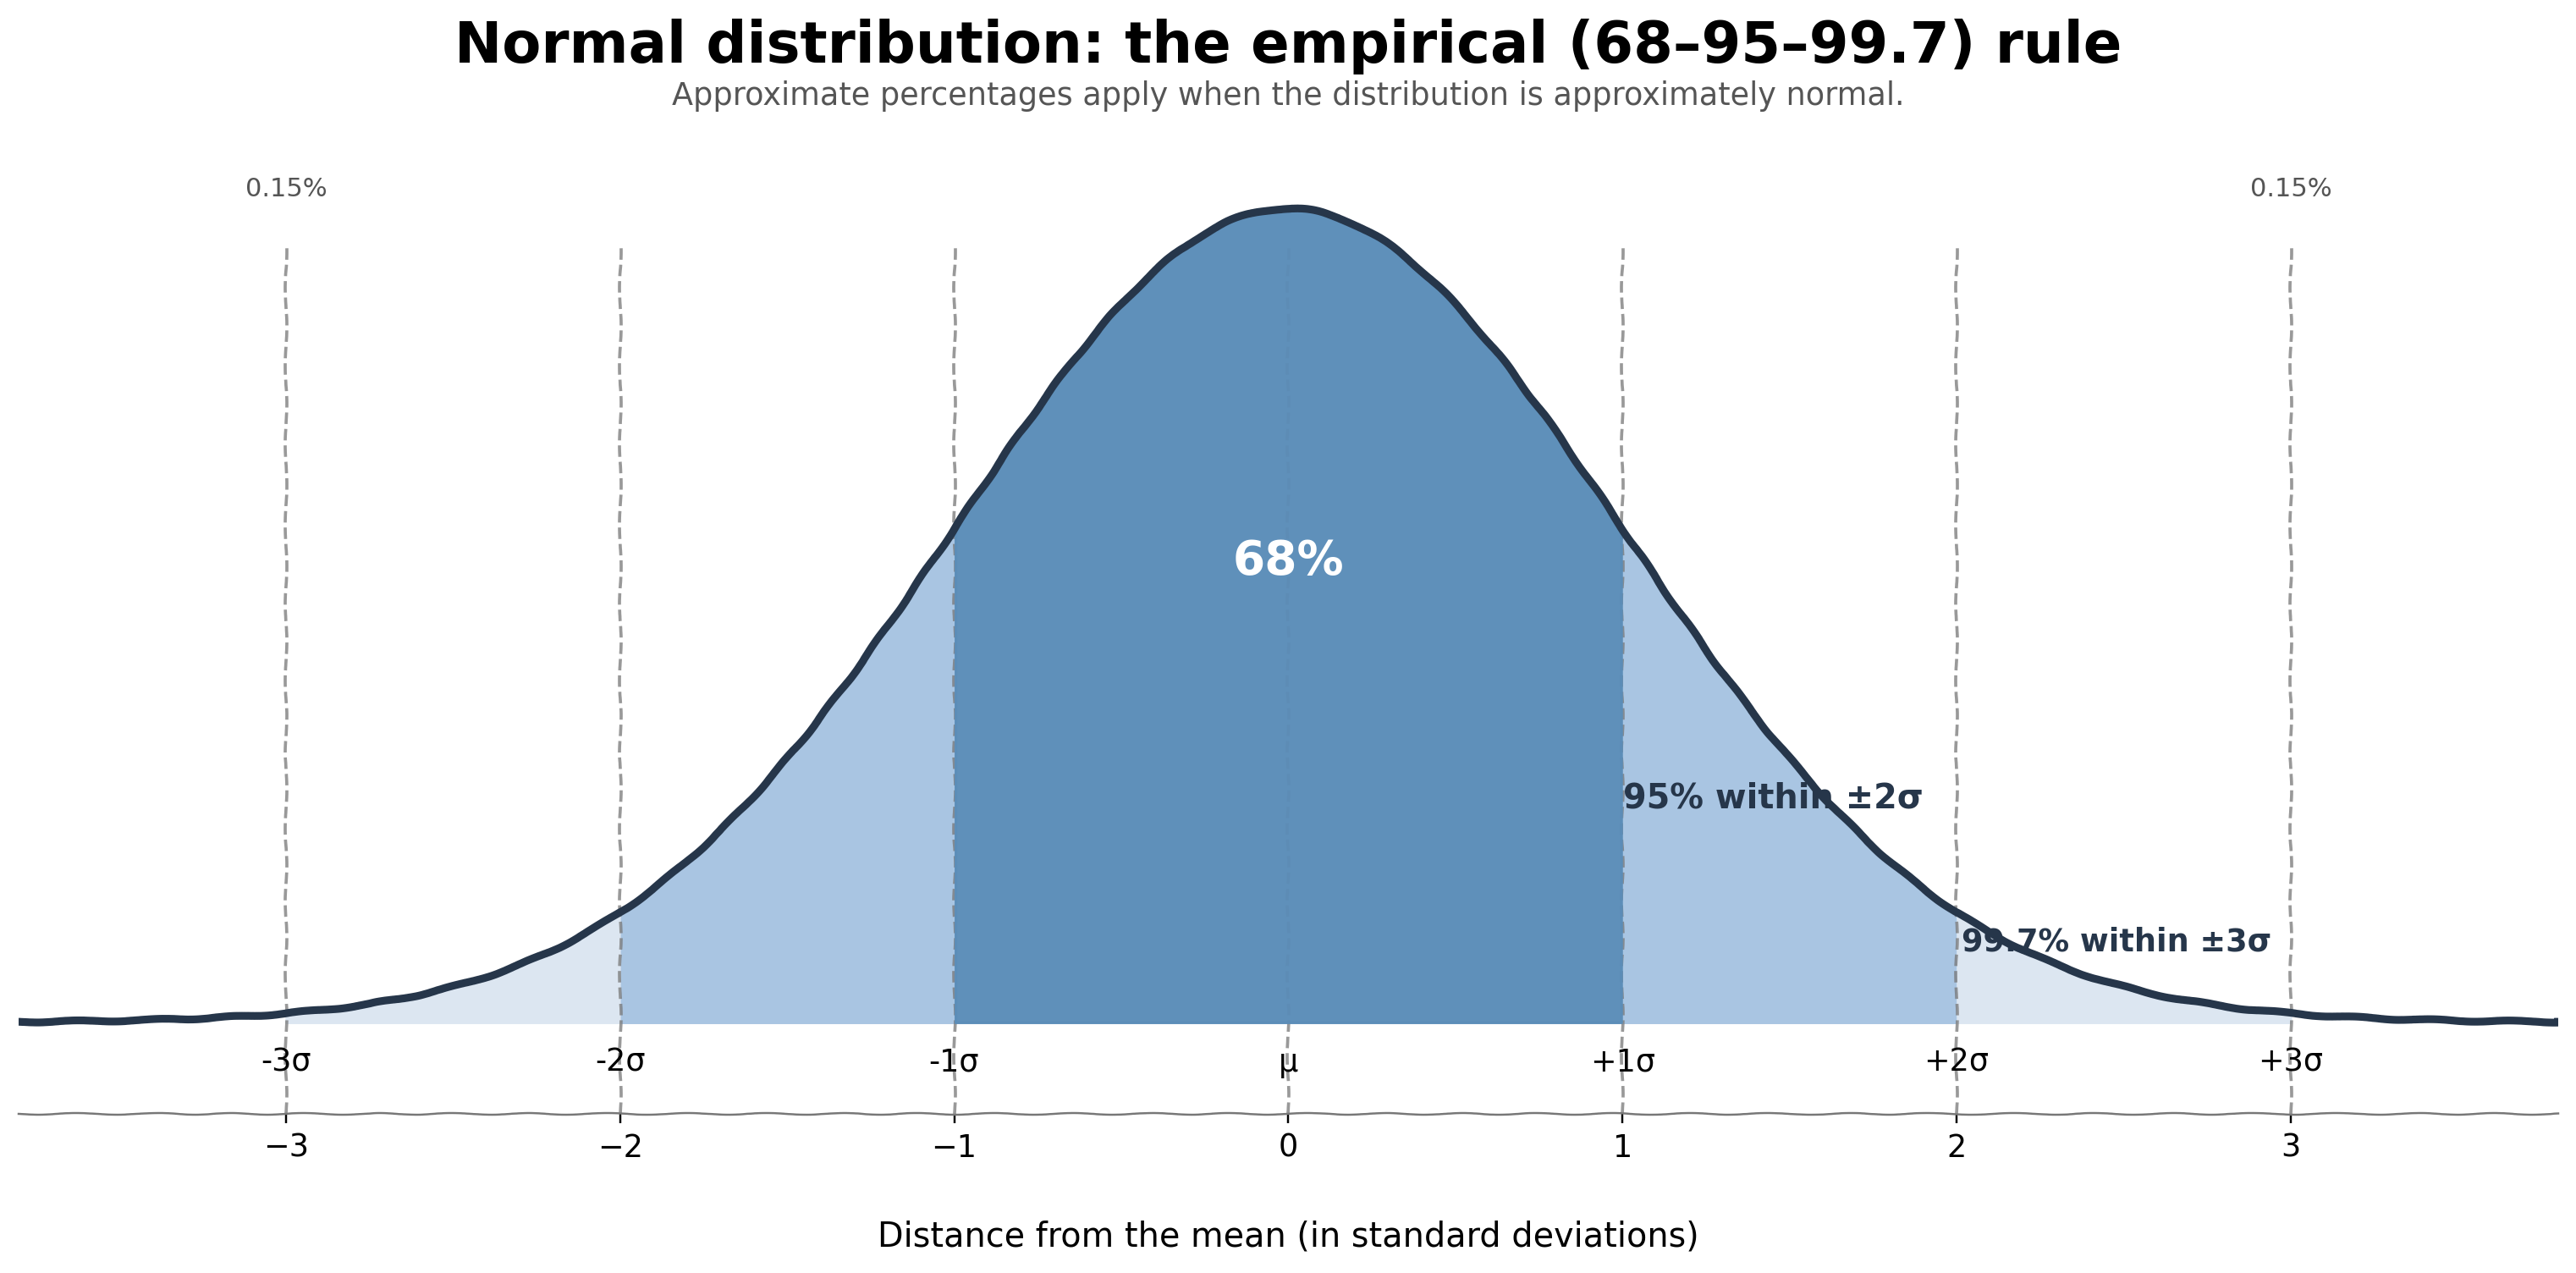 Normal distribution: the empirical (68–95–99.7) rule
Approximate percentages apply when the distribution is approximately normal.
0.15%
0.15%
68%
95% within ±2σ
99.7% within ±3σ
-3σ -2σ -1σ μ +1σ +2σ +3σ
−3 −2 −1 0 1 2 3
Distance from the mean (in standard deviations)